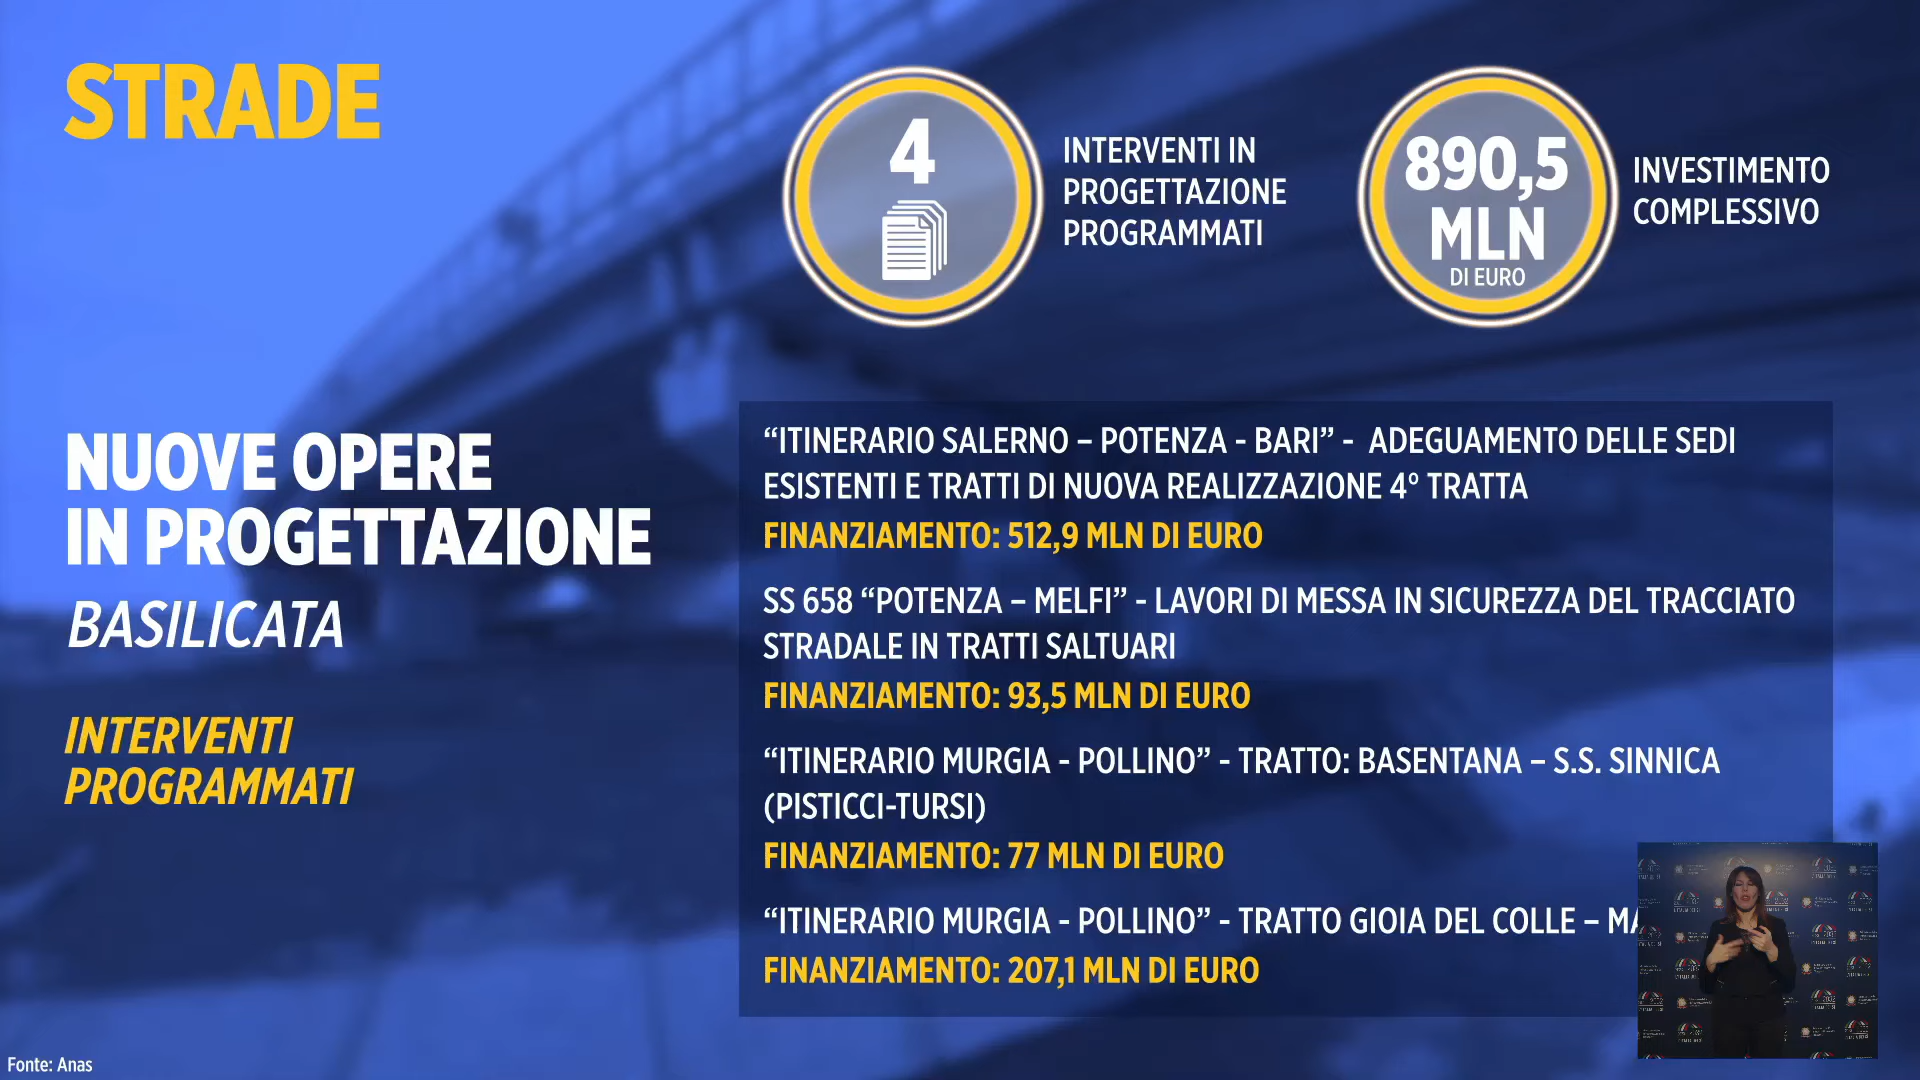 STRADE
4
INTERVENTI IN
PROGETTAZIONE
PROGRAMMATI
890,5
MLN
DI EURO
INVESTIMENTO
COMPLESSIVO
NUOVE OPERE
IN PROGETTAZIONE
BASILICATA
INTERVENTI
PROGRAMMATI
“ITINERARIO SALERNO – POTENZA - BARI” - ADEGUAMENTO DELLE SEDI
ESISTENTI E TRATTI DI NUOVA REALIZZAZIONE 4° TRATTA
FINANZIAMENTO: 512,9 MLN DI EURO
SS 658 “POTENZA – MELFI” - LAVORI DI MESSA IN SICUREZZA DEL TRACCIATO
STRADALE IN TRATTI SALTUARI
FINANZIAMENTO: 93,5 MLN DI EURO
“ITINERARIO MURGIA - POLLINO” - TRATTO: BASENTANA – S.S. SINNICA
(PISTICCI-TURSI)
FINANZIAMENTO: 77 MLN DI EURO
“ITINERARIO MURGIA - POLLINO” - TRATTO GIOIA DEL COLLE –
FINANZIAMENTO: 207,1 MLN DI EURO
Fonte: Anas